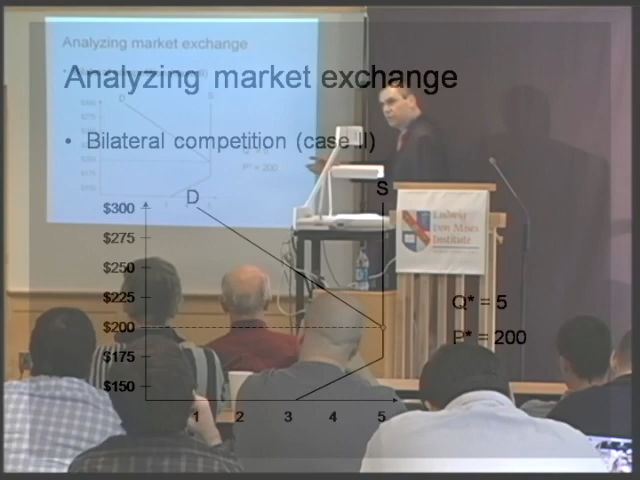 Analyzing market exchange
Analyzing market exchange
• Bilateral competition (case II)
D
S
$300
$275
$250
$225
$200
$175
$150
1 2 3 4 5
Q* = 5
P* = 200
D
S
P* = 200
Ludwig
von Mises
Institute